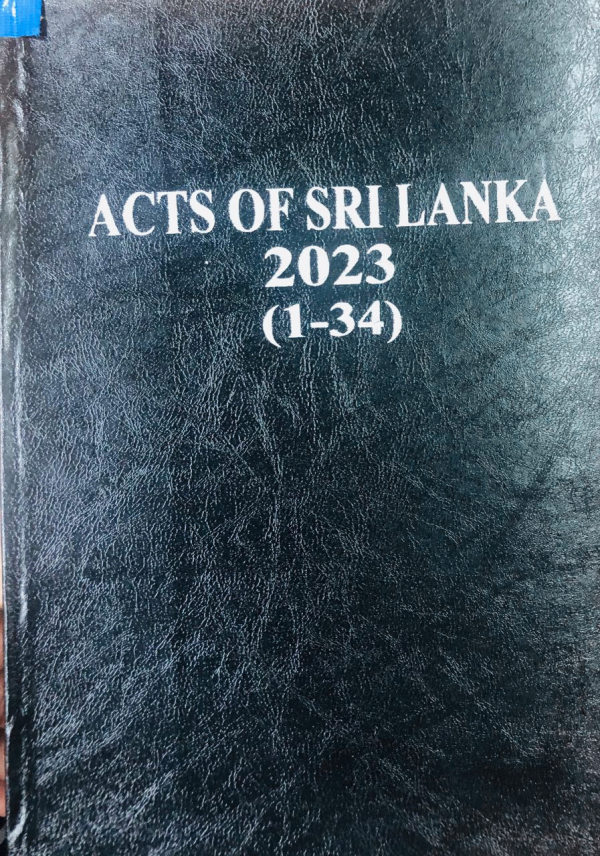 ACTS OF SRI LANKA
2023
(1-34)